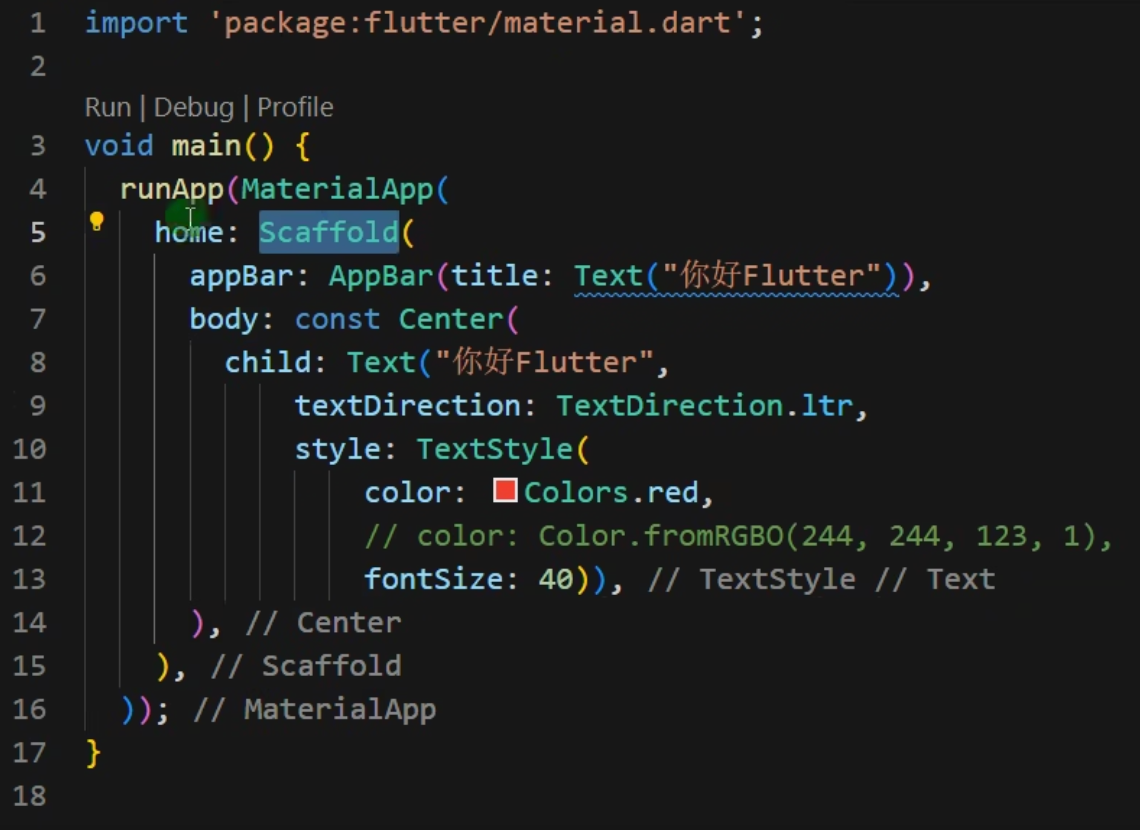 1 import 'package:flutter/material.dart';
2
Run | Debug | Profile
3 void main() {
4 runApp(MaterialApp(
5 home: Scaffold(
6 appBar: AppBar(title: Text("你好Flutter")),
7 body: const Center(
8 child: Text("你好Flutter",
9 textDirection: TextDirection.ltr,
10 style: TextStyle(
11 color: Colors.red,
12 // color: Color.fromRGBO(244, 244, 123, 1),
13 fontSize: 40)), // TextStyle // Text
14 ), // Center
15 ), // Scaffold
16 )); // MaterialApp
17 }
18